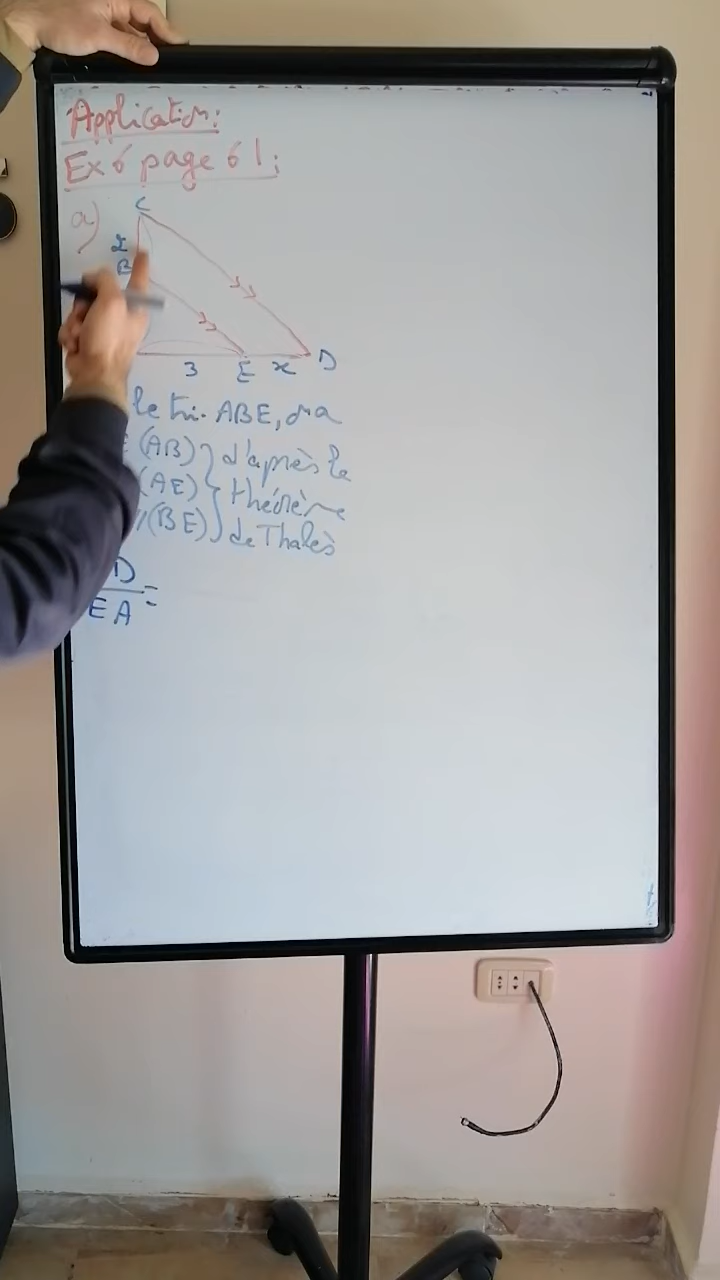 Application:
Ex 6 page 61:
a)
C
2
B
3 E x D
le tri. ABE, on a
(AB) } d'après le
(AE) } théorème
//(BE) } de Thalès
D
EA =